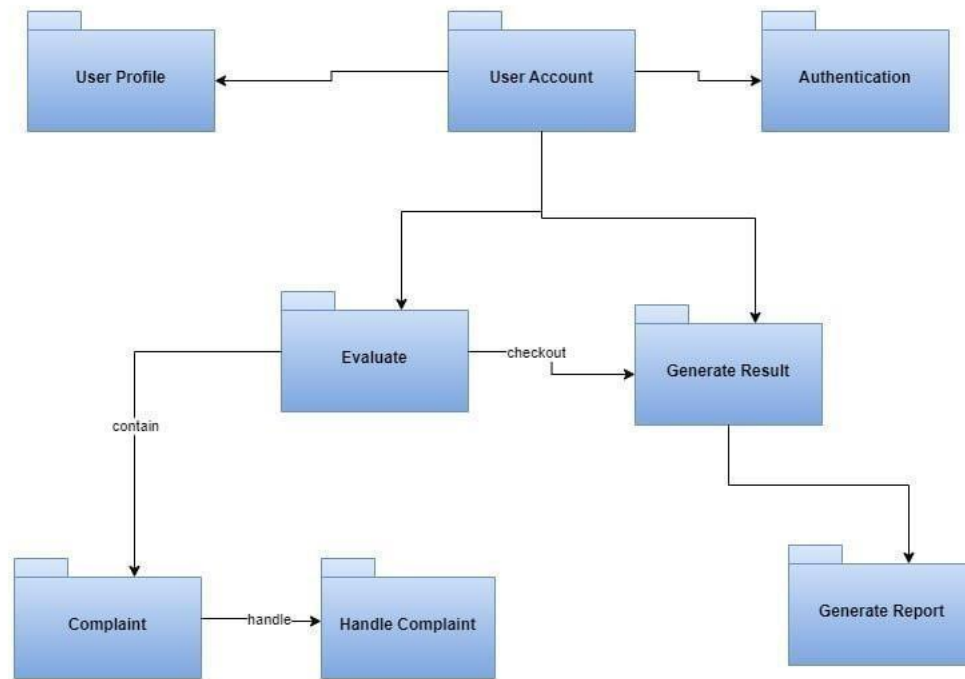 User Profile
User Account
Authentication
Evaluate
checkout
Generate Result
contain
Complaint
handle
Handle Complaint
Generate Report